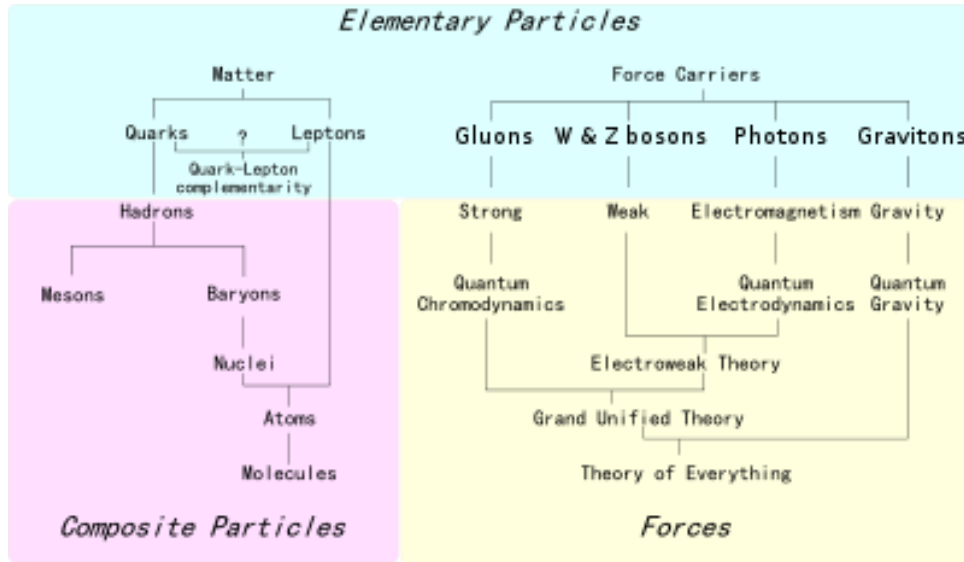 Elementary Particles
Matter
Force Carriers
Quarks ? Leptons
Gluons W & Z bosons Photons Gravitons
Quark-Lepton
complementarity
Hadrons
Strong Weak Electromagnetism Gravity
Mesons Baryons
Quantum
Chromodynamics
Quantum
Electrodynamics
Quantum
Gravity
Nuclei
Electroweak Theory
Atoms
Grand Unified Theory
Molecules
Theory of Everything
Composite Particles
Forces